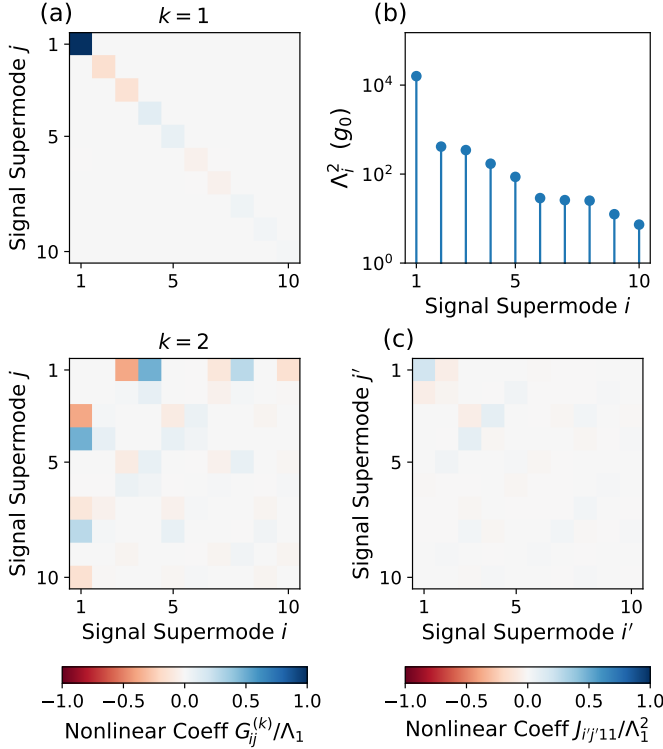 (a)
k = 1
Signal Supermode j
1
5
10
1
5
10
(b)
Λ_i^2 (g_0)
10^4
10^2
10^0
1
5
10
Signal Supermode i
k = 2
Signal Supermode j
1
5
10
1
5
10
Signal Supermode i
(c)
Signal Supermode j′
1
5
10
1
5
10
Signal Supermode i′
−1.0 −0.5 0.0 0.5 1.0
Nonlinear Coeff G_{ij}^{(k)}/Λ_1
−1.0 −0.5 0.0 0.5 1.0
Nonlinear Coeff J_{i′j′11}/Λ_1^2